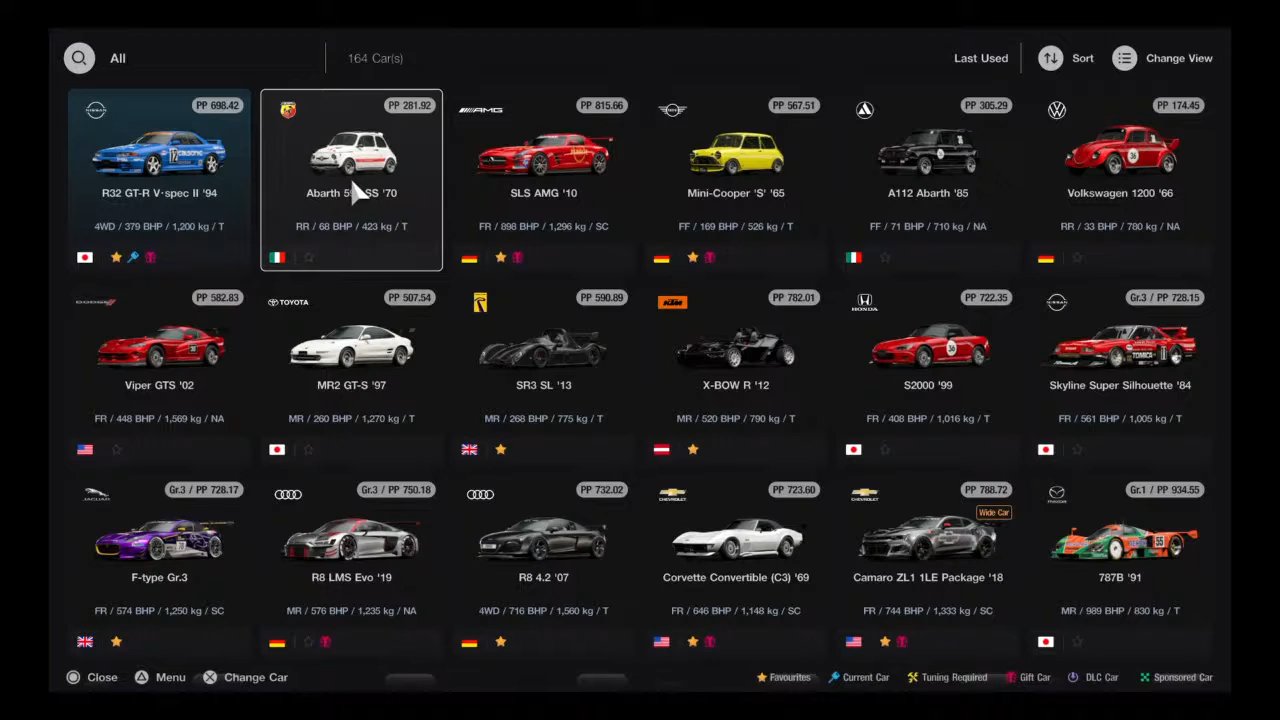 All
164 Car(s)
Last Used
Sort
Change View
PP 698.42
R32 GT-R V·spec II '94
4WD / 379 BHP / 1,200 kg / T
PP 281.92
Abarth SS '70
RR / 68 BHP / 423 kg / T
AMG
PP 815.66
SLS AMG '10
FR / 898 BHP / 1,296 kg / SC
PP 567.51
Mini-Cooper 'S' '65
FF / 169 BHP / 526 kg / T
PP 305.29
A112 Abarth '85
FF / 71 BHP / 710 kg / NA
PP 174.45
Volkswagen 1200 '66
RR / 33 BHP / 780 kg / NA
DODGE
PP 582.83
Viper GTS '02
FR / 448 BHP / 1,569 kg / NA
TOYOTA
PP 507.54
MR2 GT-S '97
MR / 260 BHP / 1,270 kg / T
PP 590.89
SR3 SL '13
MR / 268 BHP / 775 kg / T
KTM
PP 782.01
X-BOW R '12
MR / 520 BHP / 790 kg / T
HONDA
PP 722.35
S2000 '99
FR / 408 BHP / 1,016 kg / T
Gr.3 / PP 728.15
TOMICA
Skyline Super Silhouette '84
FR / 561 BHP / 1,005 kg / T
JAGUAR
Gr.3 / PP 728.17
F-type Gr.3
FR / 574 BHP / 1,250 kg / SC
Gr.3 / PP 750.18
R8 LMS Evo '19
MR / 576 BHP / 1,235 kg / NA
PP 732.02
R8 4.2 '07
4WD / 716 BHP / 1,560 kg / T
CHEVROLET
PP 723.60
Corvette Convertible (C3) '69
FR / 646 BHP / 1,148 kg / SC
CHEVROLET
PP 788.72
Wide Car
Camaro ZL1 1LE Package '18
FR / 744 BHP / 1,333 kg / SC
Gr.1 / PP 934.55
55
787B '91
MR / 989 BHP / 830 kg / T
Close
Menu
Change Car
Favourites
Current Car
Tuning Required
Gift Car
DLC Car
Sponsored Car